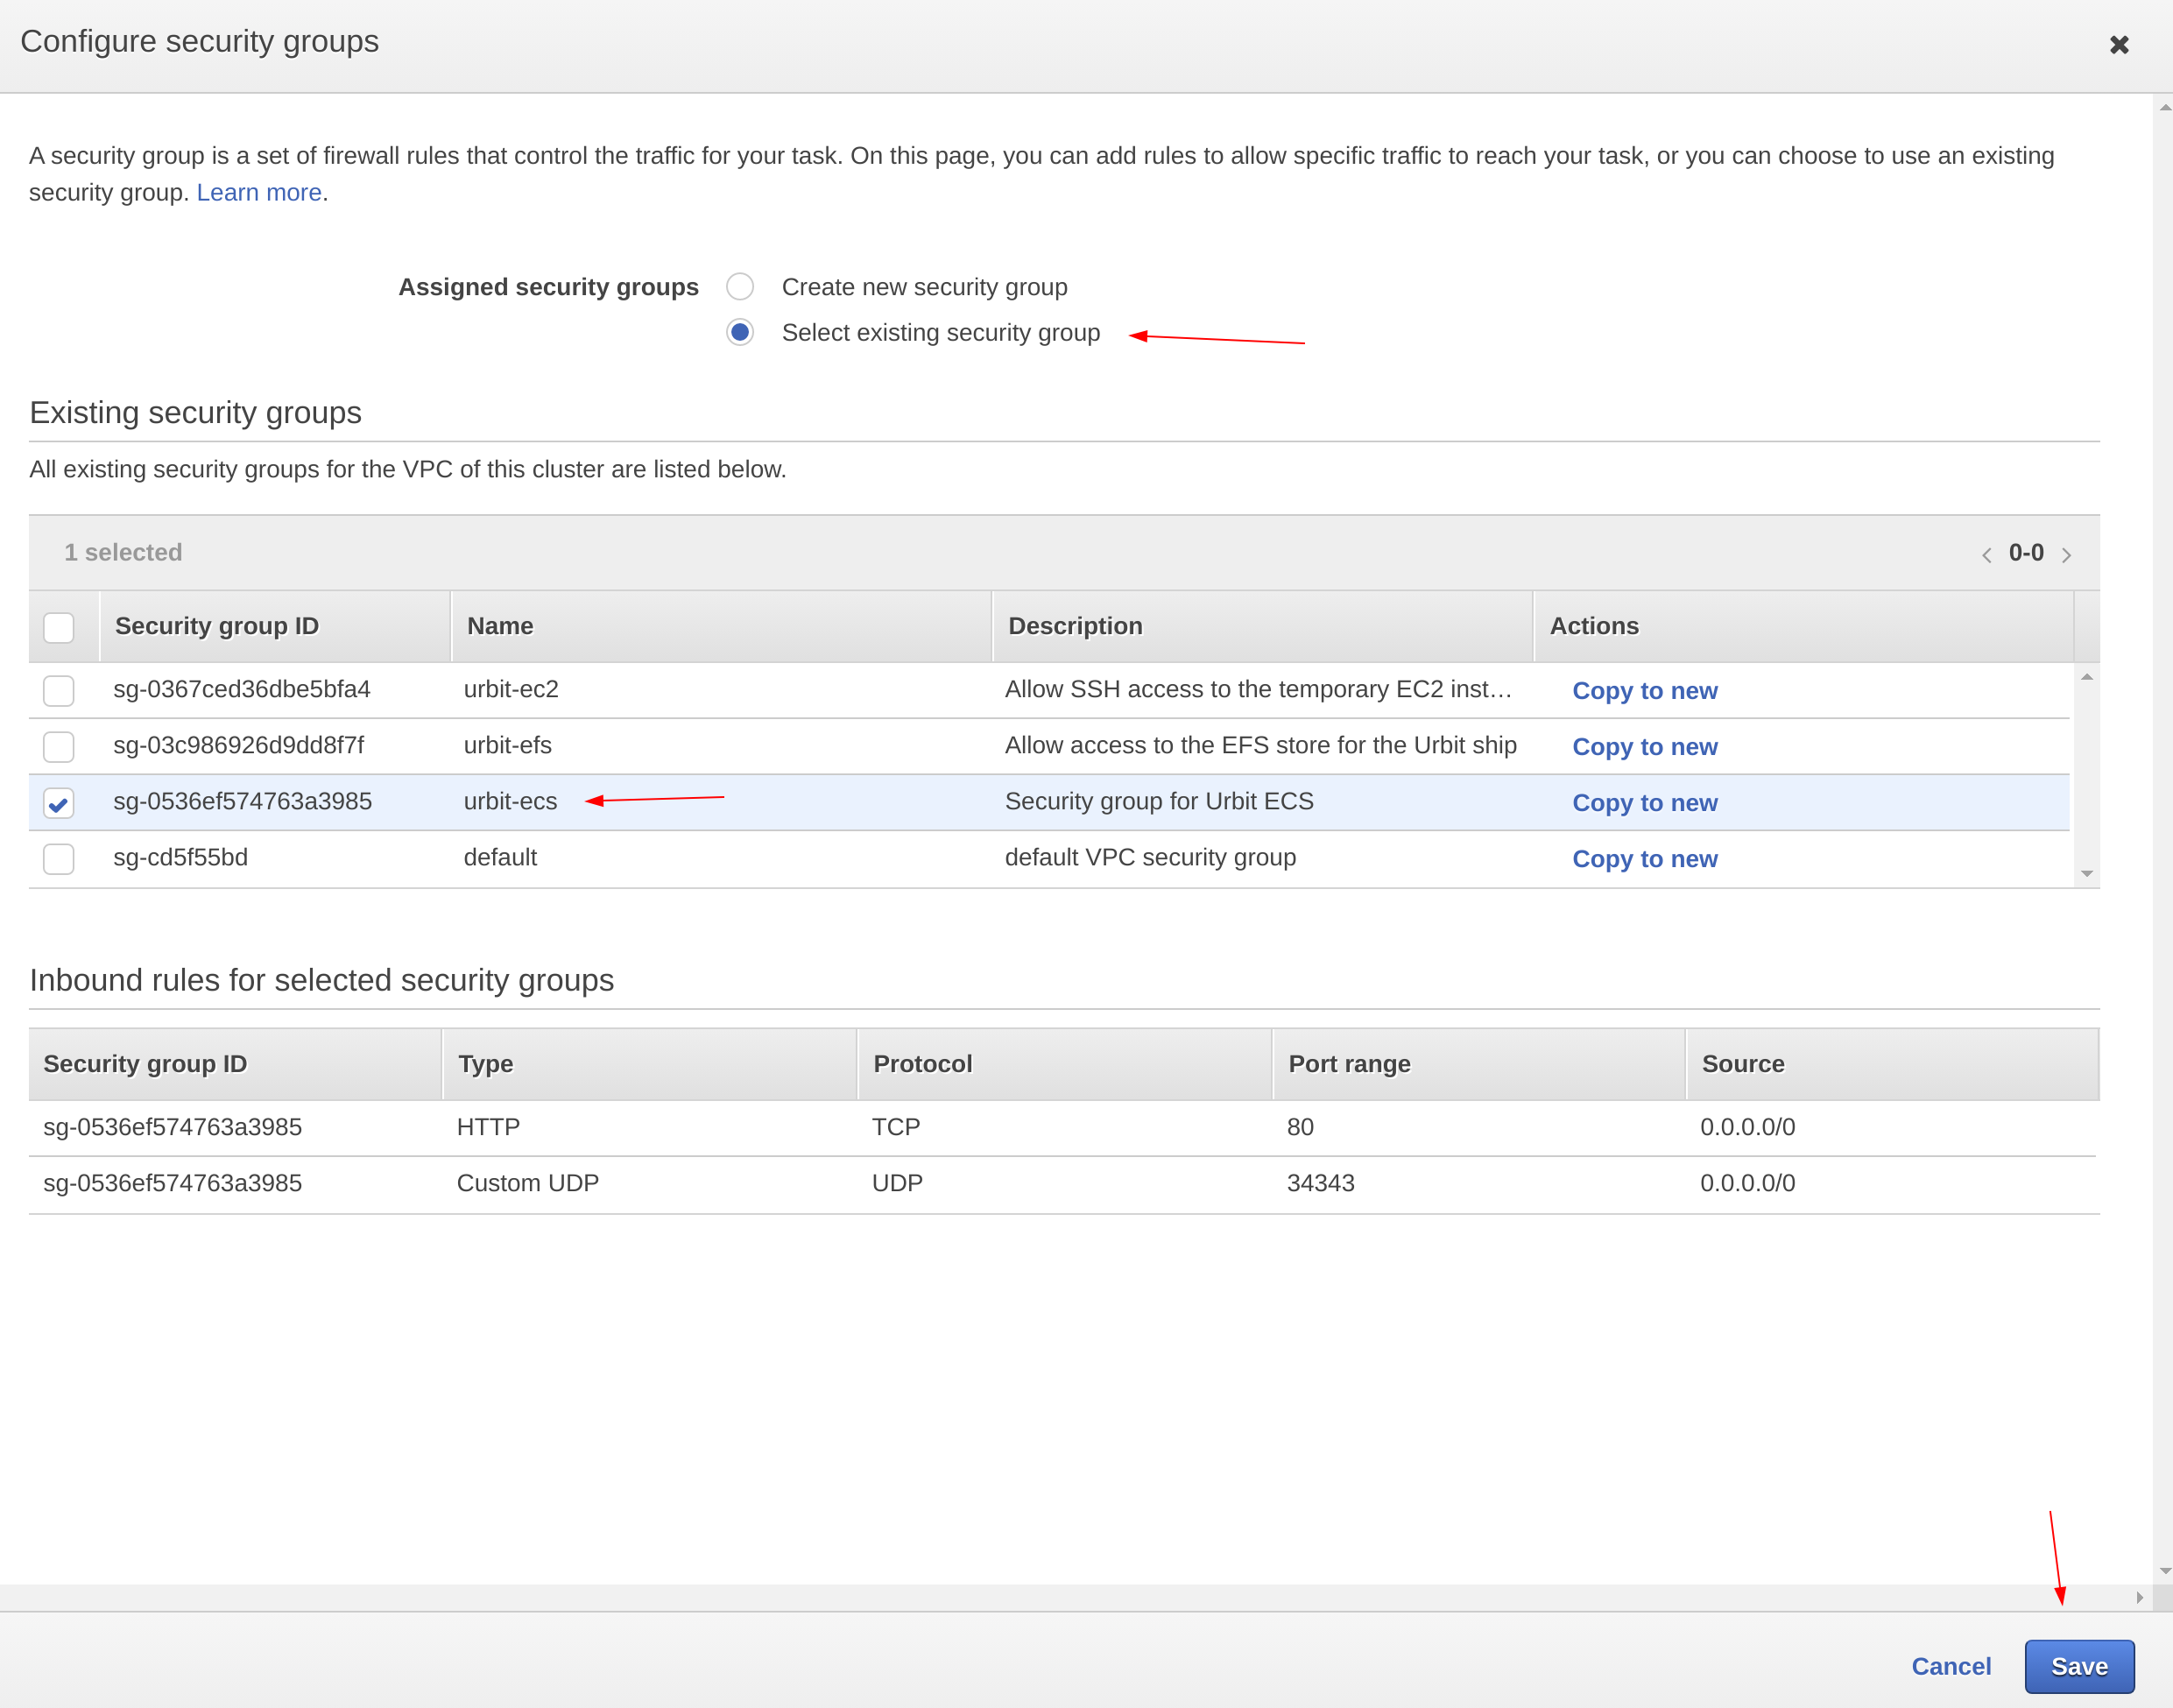 Configure security groups
A security group is a set of firewall rules that control the traffic for your task. On this page, you can add rules to allow specific traffic to reach your task, or you can choose to use an existing
security group. Learn more.
Assigned security groups Create new security group
Select existing security group
Existing security groups
All existing security groups for the VPC of this cluster are listed below.
1 selected 0-0
Security group ID Name Description Actions
sg-0367ced36dbe5bfa4 urbit-ec2 Allow SSH access to the temporary EC2 inst… Copy to new
sg-03c986926d9dd8f7f urbit-efs Allow access to the EFS store for the Urbit ship Copy to new
sg-0536ef574763a3985 urbit-ecs Security group for Urbit ECS Copy to new
sg-cd5f55bd default default VPC security group Copy to new
Inbound rules for selected security groups
Security group ID Type Protocol Port range Source
sg-0536ef574763a3985 HTTP TCP 80 0.0.0.0/0
sg-0536ef574763a3985 Custom UDP UDP 34343 0.0.0.0/0
Cancel Save